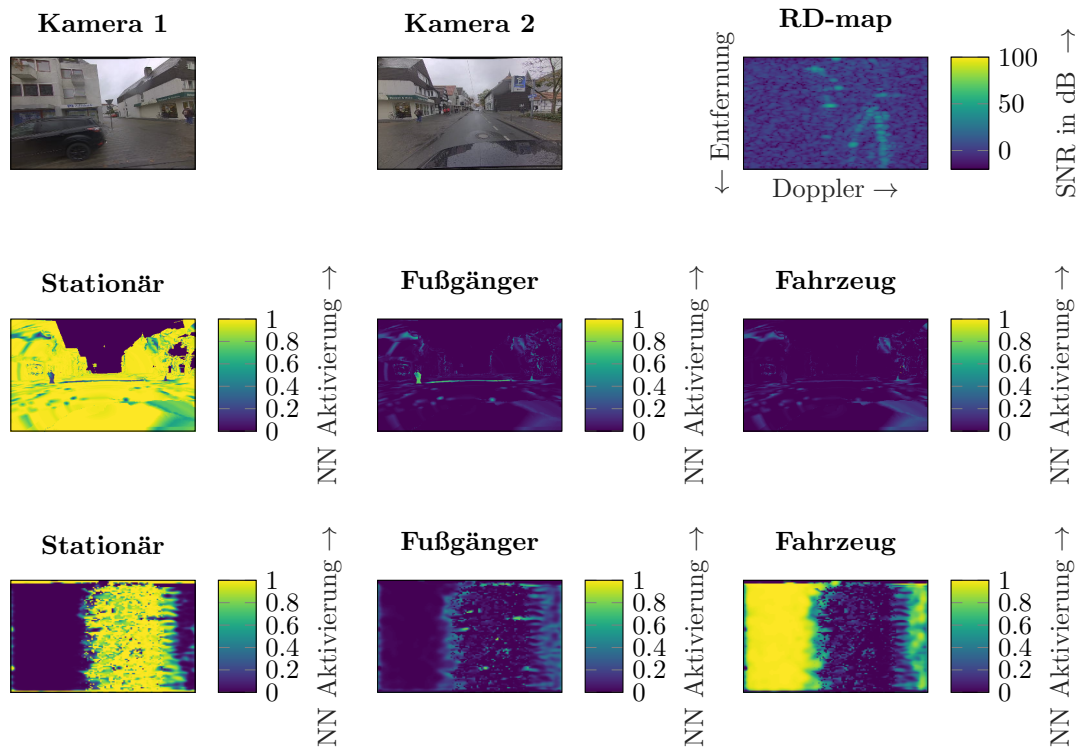 Kamera 1
Kamera 2
RD-map
← Entfernung
Doppler →
100
50
0
SNR in dB →
Stationär
1
0.8
0.6
0.4
0.2
0
NN Aktivierung →
Fußgänger
1
0.8
0.6
0.4
0.2
0
NN Aktivierung →
Fahrzeug
1
0.8
0.6
0.4
0.2
0
NN Aktivierung →
Stationär
1
0.8
0.6
0.4
0.2
0
NN Aktivierung →
Fußgänger
1
0.8
0.6
0.4
0.2
0
NN Aktivierung →
Fahrzeug
1
0.8
0.6
0.4
0.2
0
NN Aktivierung →